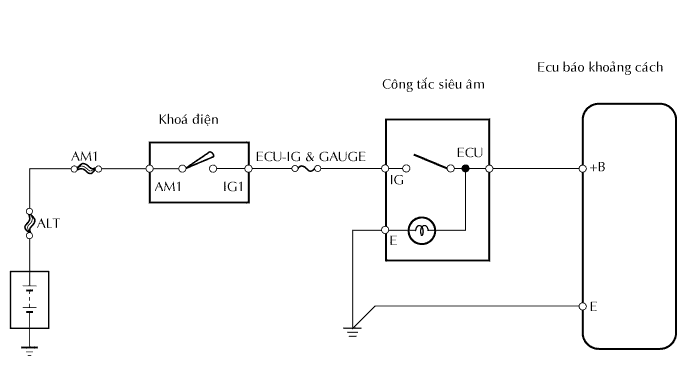 Ecu báo khoảng cách
Công tắc siêu âm
Khoá điện
AM1
ECU-IG & GAUGE
ECU
AM1
IG1
IG
+B
ALT
E
E